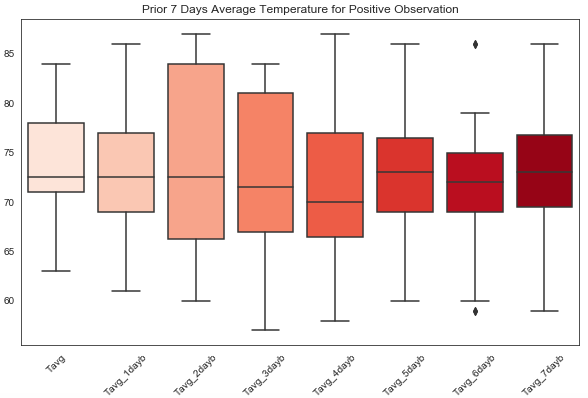 Prior 7 Days Average Temperature for Positive Observation
85
80
75
70
65
60
Tavg
Tavg_1dayb
Tavg_2dayb
Tavg_3dayb
Tavg_4dayb
Tavg_5dayb
Tavg_6dayb
Tavg_7dayb